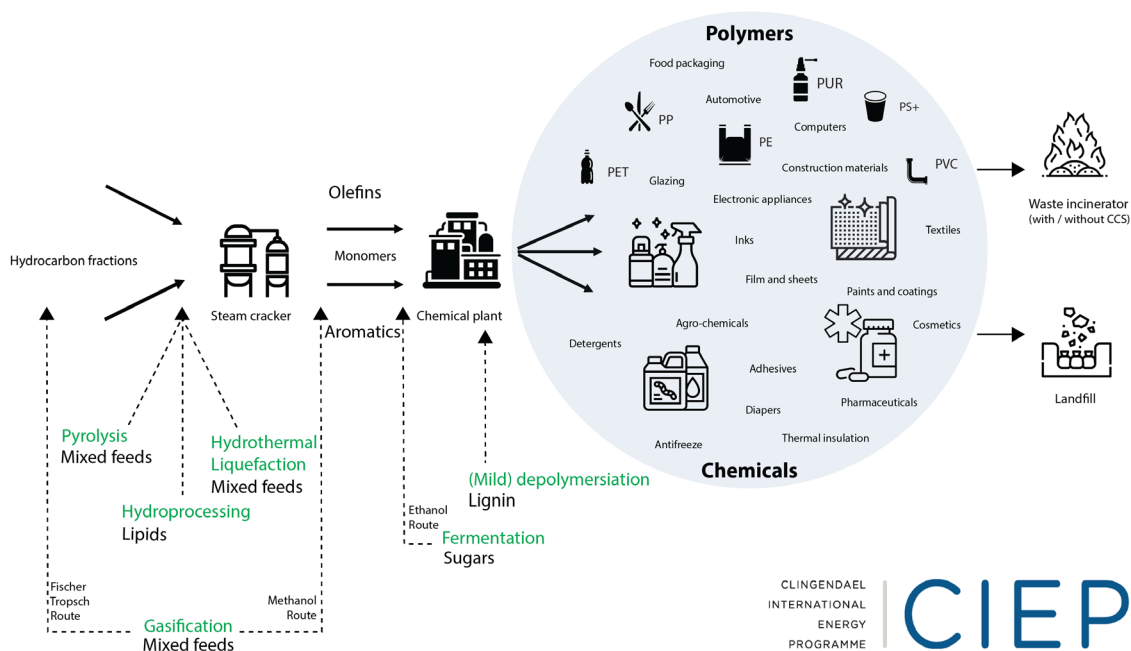 Polymers
Food packaging
PUR
Automotive
PS+
PP
Computers
PE
Construction materials
PVC
PET
Glazing
Electronic appliances
Textiles
Inks
Film and sheets
Paints and coatings
Agro-chemicals
Cosmetics
Detergents
Adhesives
Pharmaceuticals
Diapers
Thermal insulation
Antifreeze
Chemicals
Waste incinerator
(with / without CCS)
Landfill
Hydrocarbon fractions
Steam cracker
Olefins
Monomers
Aromatics
Chemical plant
Pyrolysis
Mixed feeds
Hydrothermal
Liquefaction
Mixed feeds
Hydroprocessing
Lipids
(Mild) depolymersiation
Lignin
Ethanol
Route
Fermentation
Sugars
Fischer
Tropsch
Route
Methanol
Route
Gasification
Mixed feeds
CLINGENDAEL
INTERNATIONAL
ENERGY
PROGRAMME
CIEP